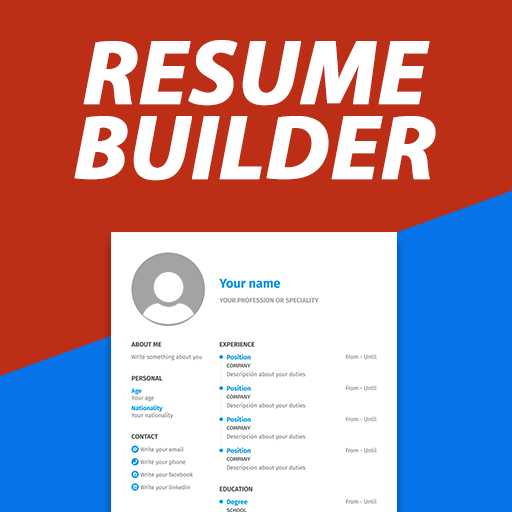 RESUME
BUILDER
Your name
YOUR PROFESSION OR SPECIALITY
ABOUT ME
Write something about you
PERSONAL
Age
Your age
Nationality
Your nationality
CONTACT
Write your email
Write your phone
Write your facebook
Write your linkedin
EXPERIENCE
Position From - Until
COMPANY
Descripción about your duties
Position From - Until
COMPANY
Descripción about your duties
Position From - Until
COMPANY
Descripción about your duties
Position From - Until
COMPANY
Descripción about your duties
EDUCATION
Degree From - Until
SCHOOL